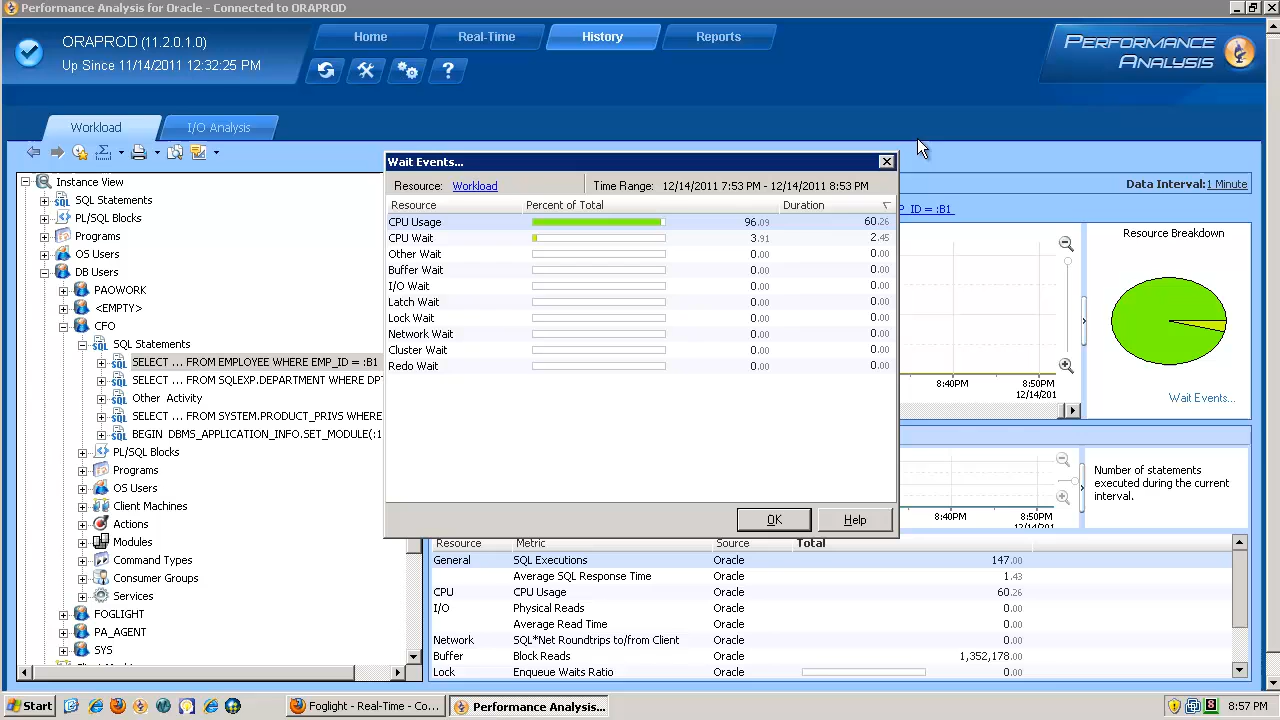 Performance Analysis for Oracle - Connected to ORAPROD
ORAPROD (11.2.0.1.0)
Up Since 11/14/2011 12:32:25 PM
Home
Real-Time
History
Reports
PERFORMANCE
ANALYSIS
Workload
I/O Analysis
Instance View
SQL Statements
PL/SQL Blocks
Programs
OS Users
DB Users
PAOWORK
<EMPTY>
CFO
SQL Statements
SELECT ... FROM EMPLOYEE WHERE EMP_ID = :B1
SELECT ... FROM SQLEXP.DEPARTMENT WHERE DPT
Other Activity
SELECT ... FROM SYSTEM.PRODUCT_PRIVS WHERE
BEGIN DBMS_APPLICATION_INFO.SET_MODULE(:1
PL/SQL Blocks
Programs
OS Users
Client Machines
Actions
Modules
Command Types
Consumer Groups
Services
FOGLIGHT
PA_AGENT
SYS
Wait Events...
Resource: Workload
Time Range: 12/14/2011 7:53 PM - 12/14/2011 8:53 PM
Resource Percent of Total Duration
CPU Usage 96.09 60.26
CPU Wait 3.91 2.45
Other Wait 0.00 0.00
Buffer Wait 0.00 0.00
I/O Wait 0.00 0.00
Latch Wait 0.00 0.00
Lock Wait 0.00 0.00
Network Wait 0.00 0.00
Cluster Wait 0.00 0.00
Redo Wait 0.00 0.00
OK
Help
Data Interval: 1 Minute
P_ID = :B1
8:40PM 8:50PM
12/14/201
Resource Breakdown
Wait Events...
8:40PM 8:50PM
12/14/201
Number of statements
executed during the current
interval.
Resource Metric Source Total
General SQL Executions Oracle 147.00
Average SQL Response Time Oracle 1.43
CPU CPU Usage Oracle 60.26
I/O Physical Reads Oracle 0.00
Average Read Time Oracle 0.00
Network SQL*Net Roundtrips to/from Client Oracle 0.00
Buffer Block Reads Oracle 1,352,178.00
Lock Enqueue Waits Ratio Oracle 0.00
Start
Foglight - Real-Time - Co...
Performance Analysis...
8:57 PM